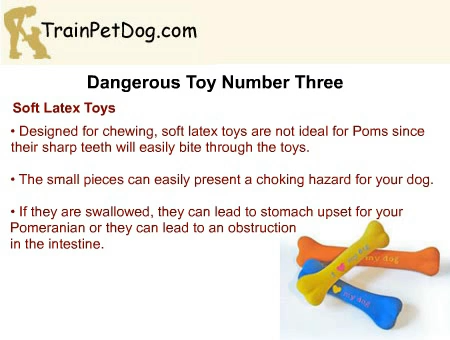 TrainPetDog.com
Dangerous Toy Number Three
Soft Latex Toys
• Designed for chewing, soft latex toys are not ideal for Poms since
their sharp teeth will easily bite through the toys.
• The small pieces can easily present a choking hazard for your dog.
• If they are swallowed, they can lead to stomach upset for your
Pomeranian or they can lead to an obstruction
in the intestine.
my dog
my dog
my dog